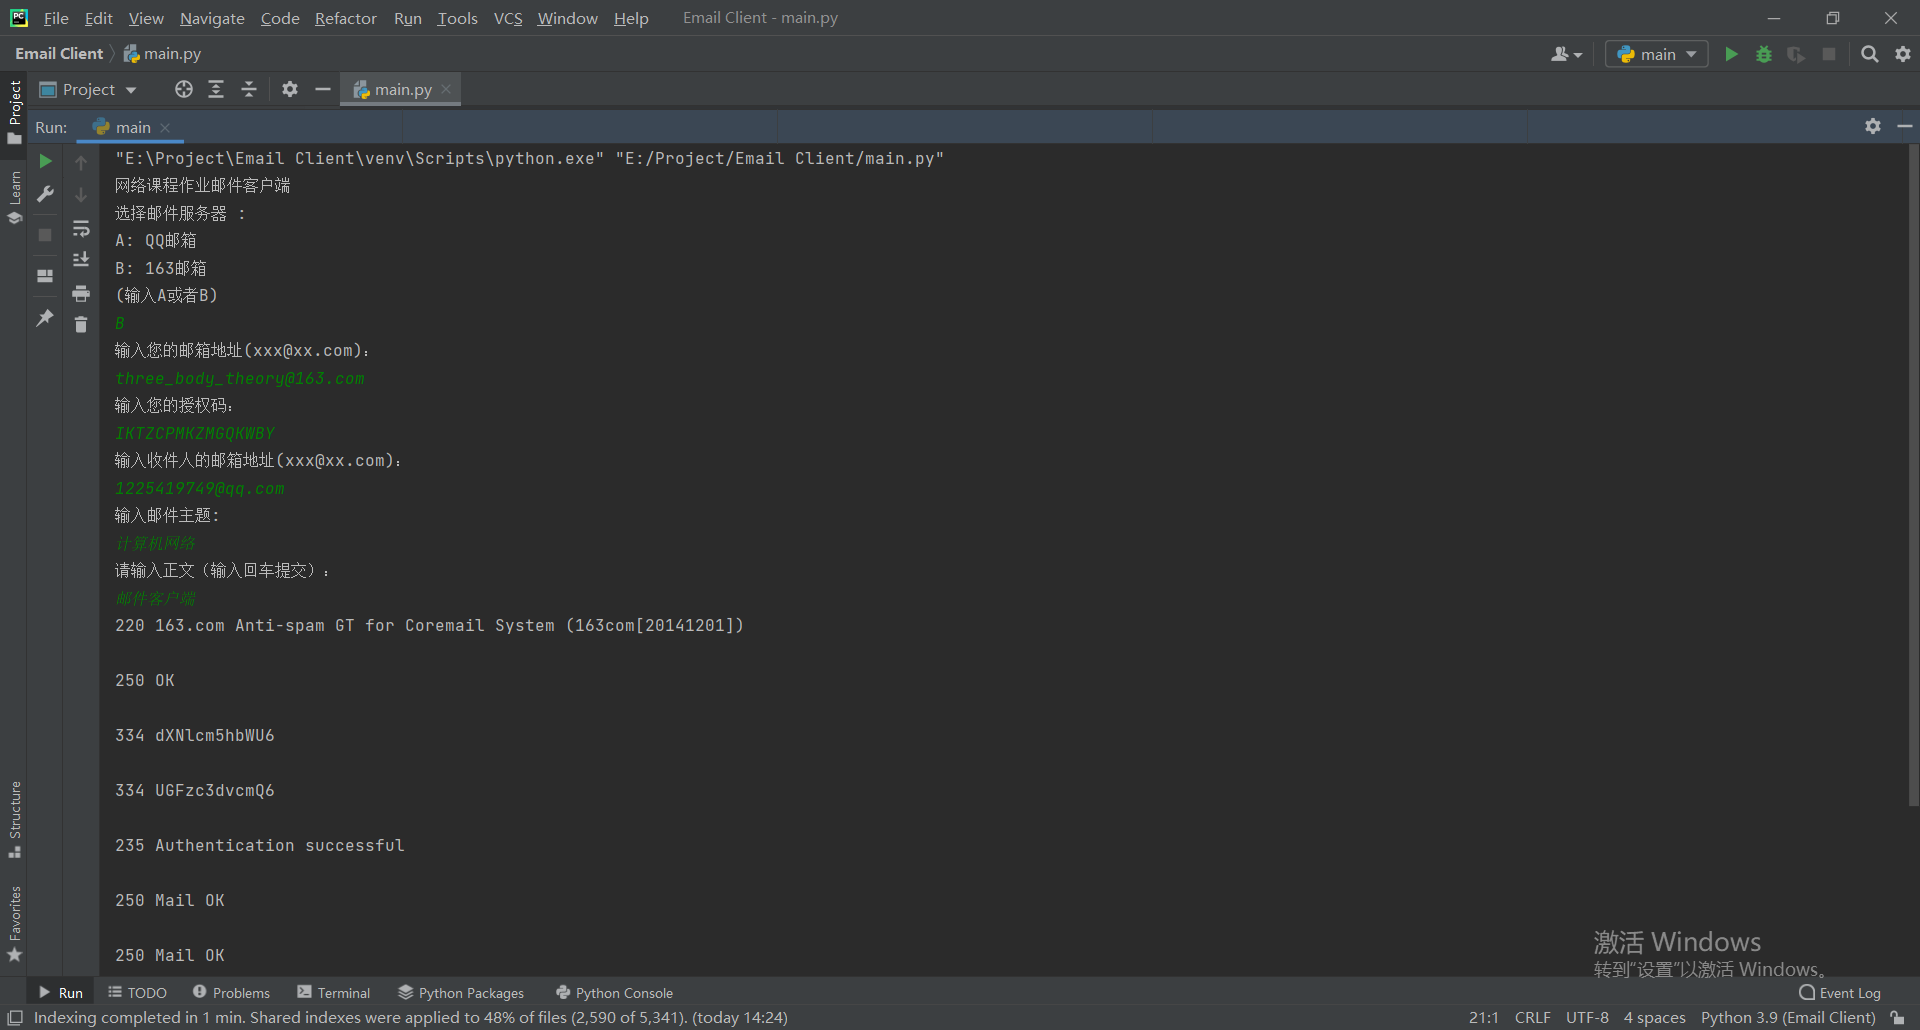 File Edit View Navigate Code Refactor Run Tools VCS Window Help Email Client - main.py
Email Client main.py main
Project main.py
Run: main
Project
Learn
Structure
Favorites
"E:\Project\Email Client\venv\Scripts\python.exe" "E:/Project/Email Client/main.py"
网络课程作业邮件客户端
选择邮件服务器 :
A: QQ邮箱
B: 163邮箱
(输入A或者B)
B
输入您的邮箱地址(xxx@xx.com):
three_body_theory@163.com
输入您的授权码:
IKTZCPMKZMGQKWBY
输入收件人的邮箱地址(xxx@xx.com):
1225419749@qq.com
输入邮件主题:
计算机网络
请输入正文（输入回车提交）:
邮件客户端
220 163.com Anti-spam GT for Coremail System (163com[20141201])
250 OK
334 dXNlcm5hbWU6
334 UGFzc3dvcmQ6
235 Authentication successful
250 Mail OK
250 Mail OK
激活 Windows
转到“设置”以激活 Windows。
Run TODO Problems Terminal Python Packages Python Console Event Log
Indexing completed in 1 min. Shared indexes were applied to 48% of files (2,590 of 5,341). (today 14:24) 21:1 CRLF UTF-8 4 spaces Python 3.9 (Email Client)